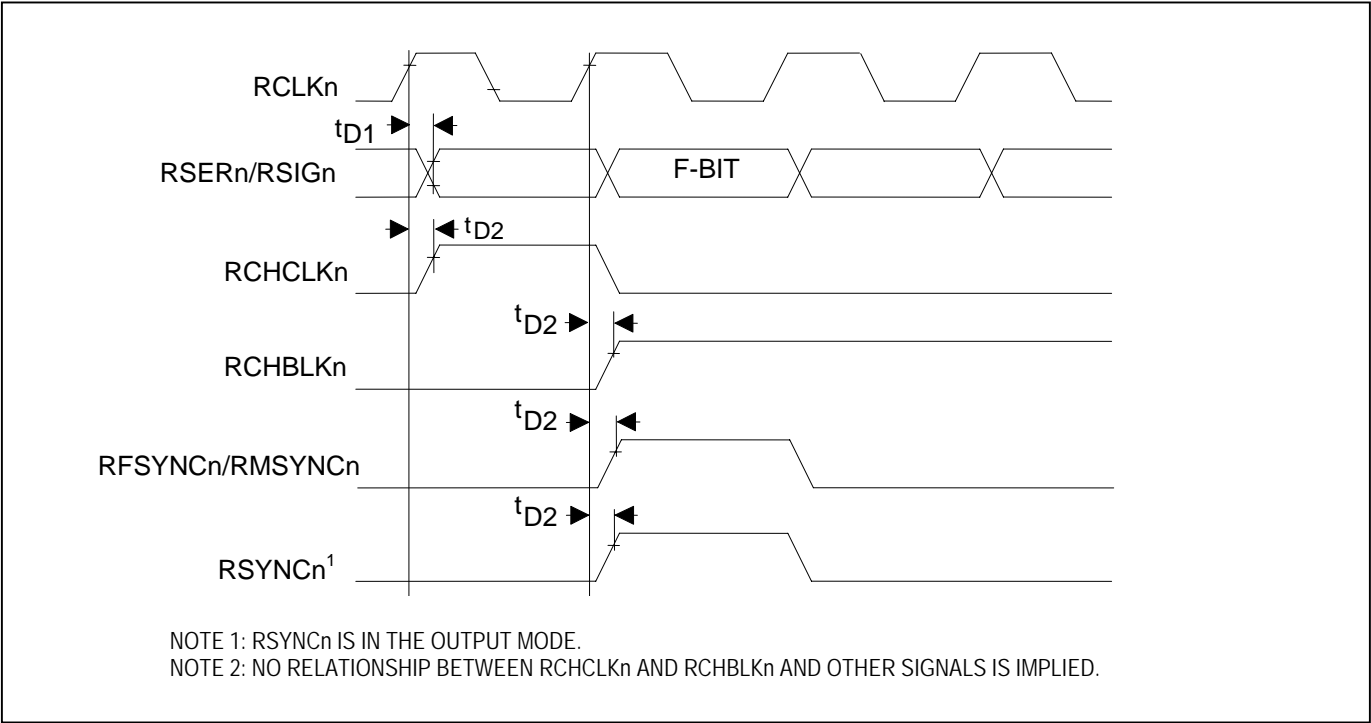 RCLKn
tD1
RSERn/RSIGn
F-BIT
tD2
RCHCLKn
tD2
RCHBLKn
tD2
RFSYNCn/RMSYNCn
tD2
RSYNCn1
NOTE 1: RSYNCn IS IN THE OUTPUT MODE.
NOTE 2: NO RELATIONSHIP BETWEEN RCHCLKn AND RCHBLKn AND OTHER SIGNALS IS IMPLIED.